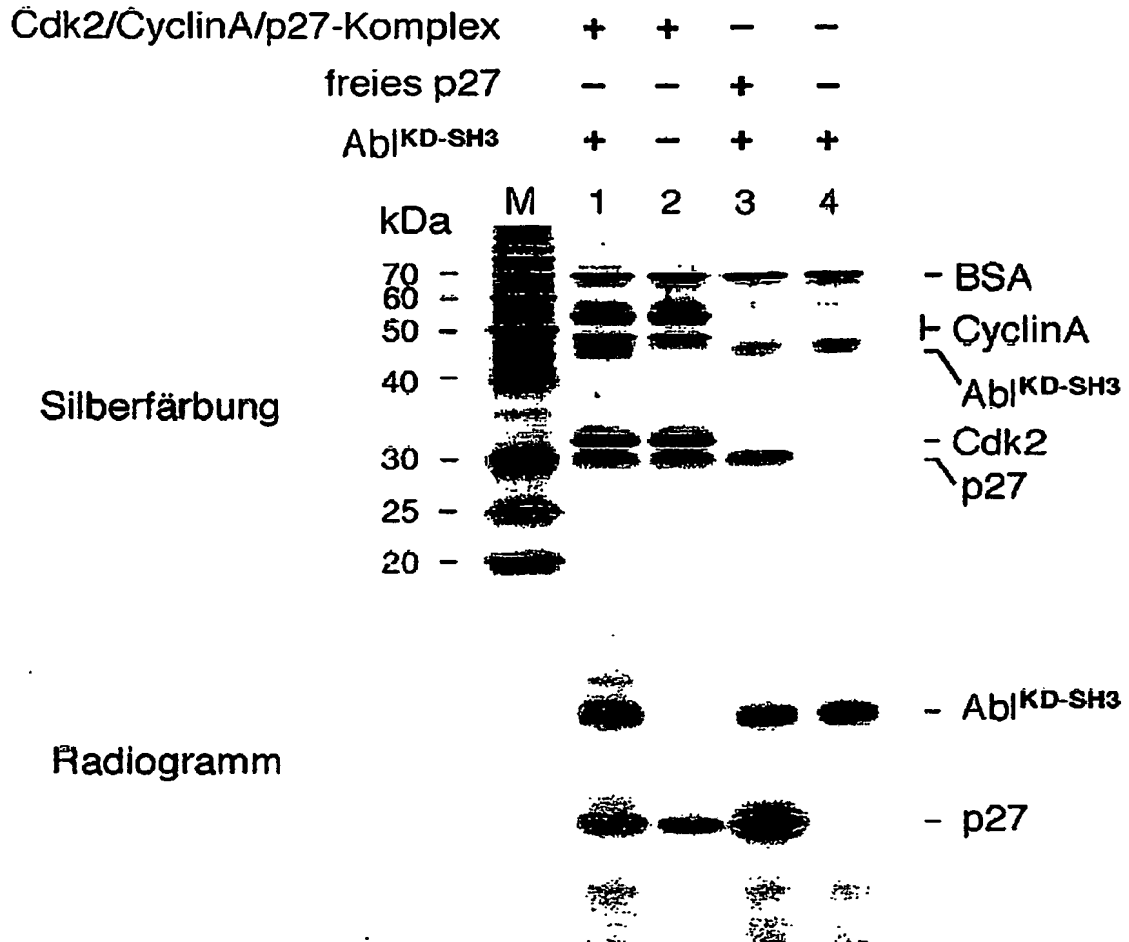 Cdk2/CyclinA/p27-Komplex + + − −
freies p27 − − + −
Abl^KD-SH3 + − + +
kDa M 1 2 3 4
70 − − BSA
60 −
50 − − CyclinA
40 − Abl^KD-SH3
Silberfärbung
− Cdk2
30 − p27
25 −
20 −
− Abl^KD-SH3
Radiogramm
− p27